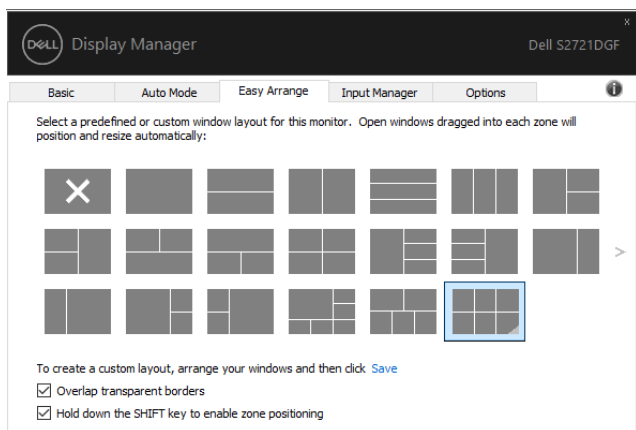 x
DELL Display Manager Dell S2721DGF
Basic Auto Mode Easy Arrange Input Manager Options i
Select a predefined or custom window layout for this monitor. Open windows dragged into each zone will
position and resize automatically:
>
To create a custom layout, arrange your windows and then click Save
Overlap transparent borders
Hold down the SHIFT key to enable zone positioning